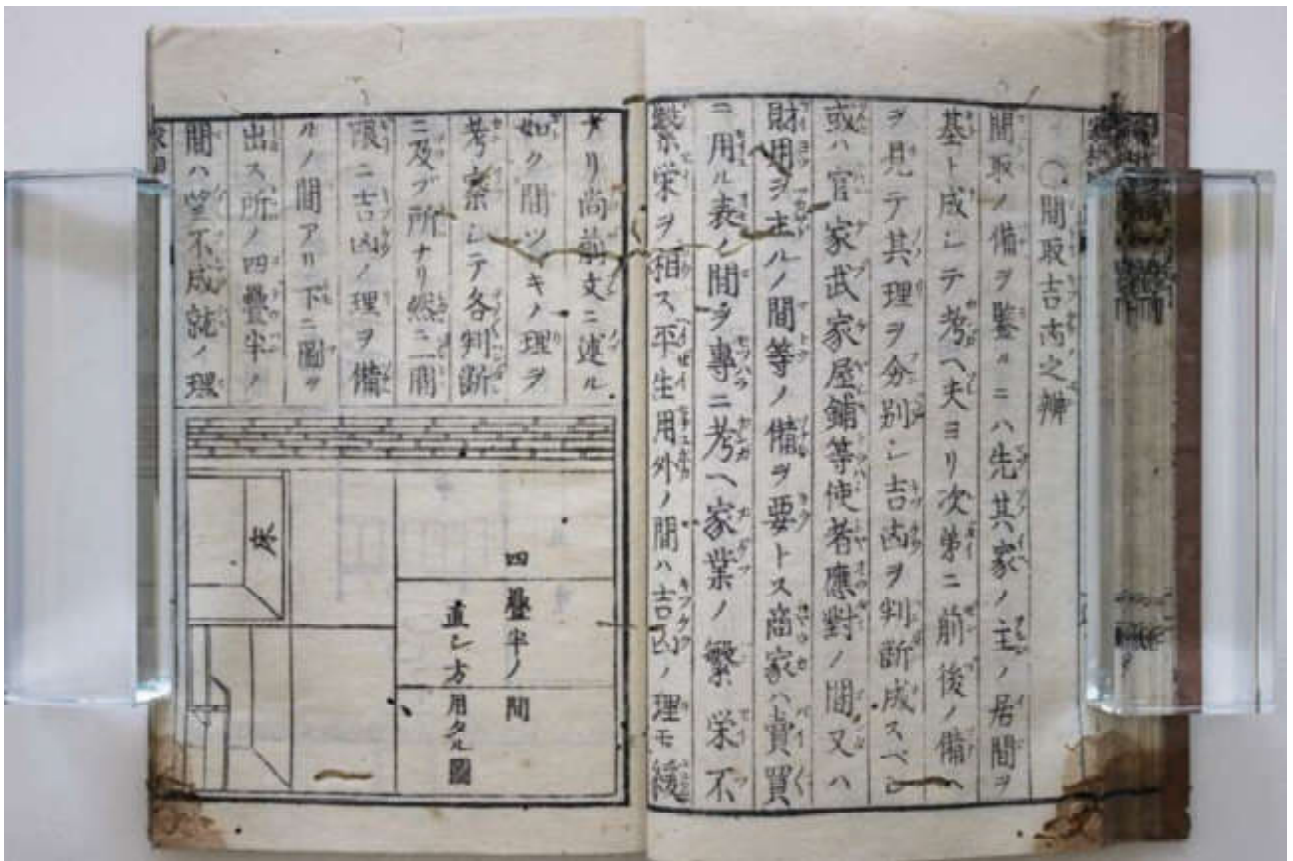 ○間取吉凶之辨
間取ノ備ヲ鑒ルニハ先其家ノ主ノ居間ヲ
基ト成シテ考ヘ夫ヨリ次第ニ前後ノ備ヘ
ヲ見テ其理ヲ分別シ吉凶ヲ判断成スベシ
或ハ官家武家屋鋪等使者應對ノ間又ハ
財用ヲ主ルノ間等ノ備ヲ要トス商家ハ賣買
ニ用ル表ノ間ヲ專ニ考ヘ家業ノ繁栄不
繁栄ヲ相ス平生用外ノ間ハ吉凶ノ理モ緩
ナリ尚前文ニ述ル
如ク間ツヾキノ理ヲ
考察シテ各判断
ニ及ブ所ナリ然ニ一間
限ニ吉凶ノ理ヲ備
ルノ間アリ下ニ圖ヲ
出ス所ノ四疊半ノ
間ハ望不成就ノ理
四疊半ノ間
直シ方用タル圖
床